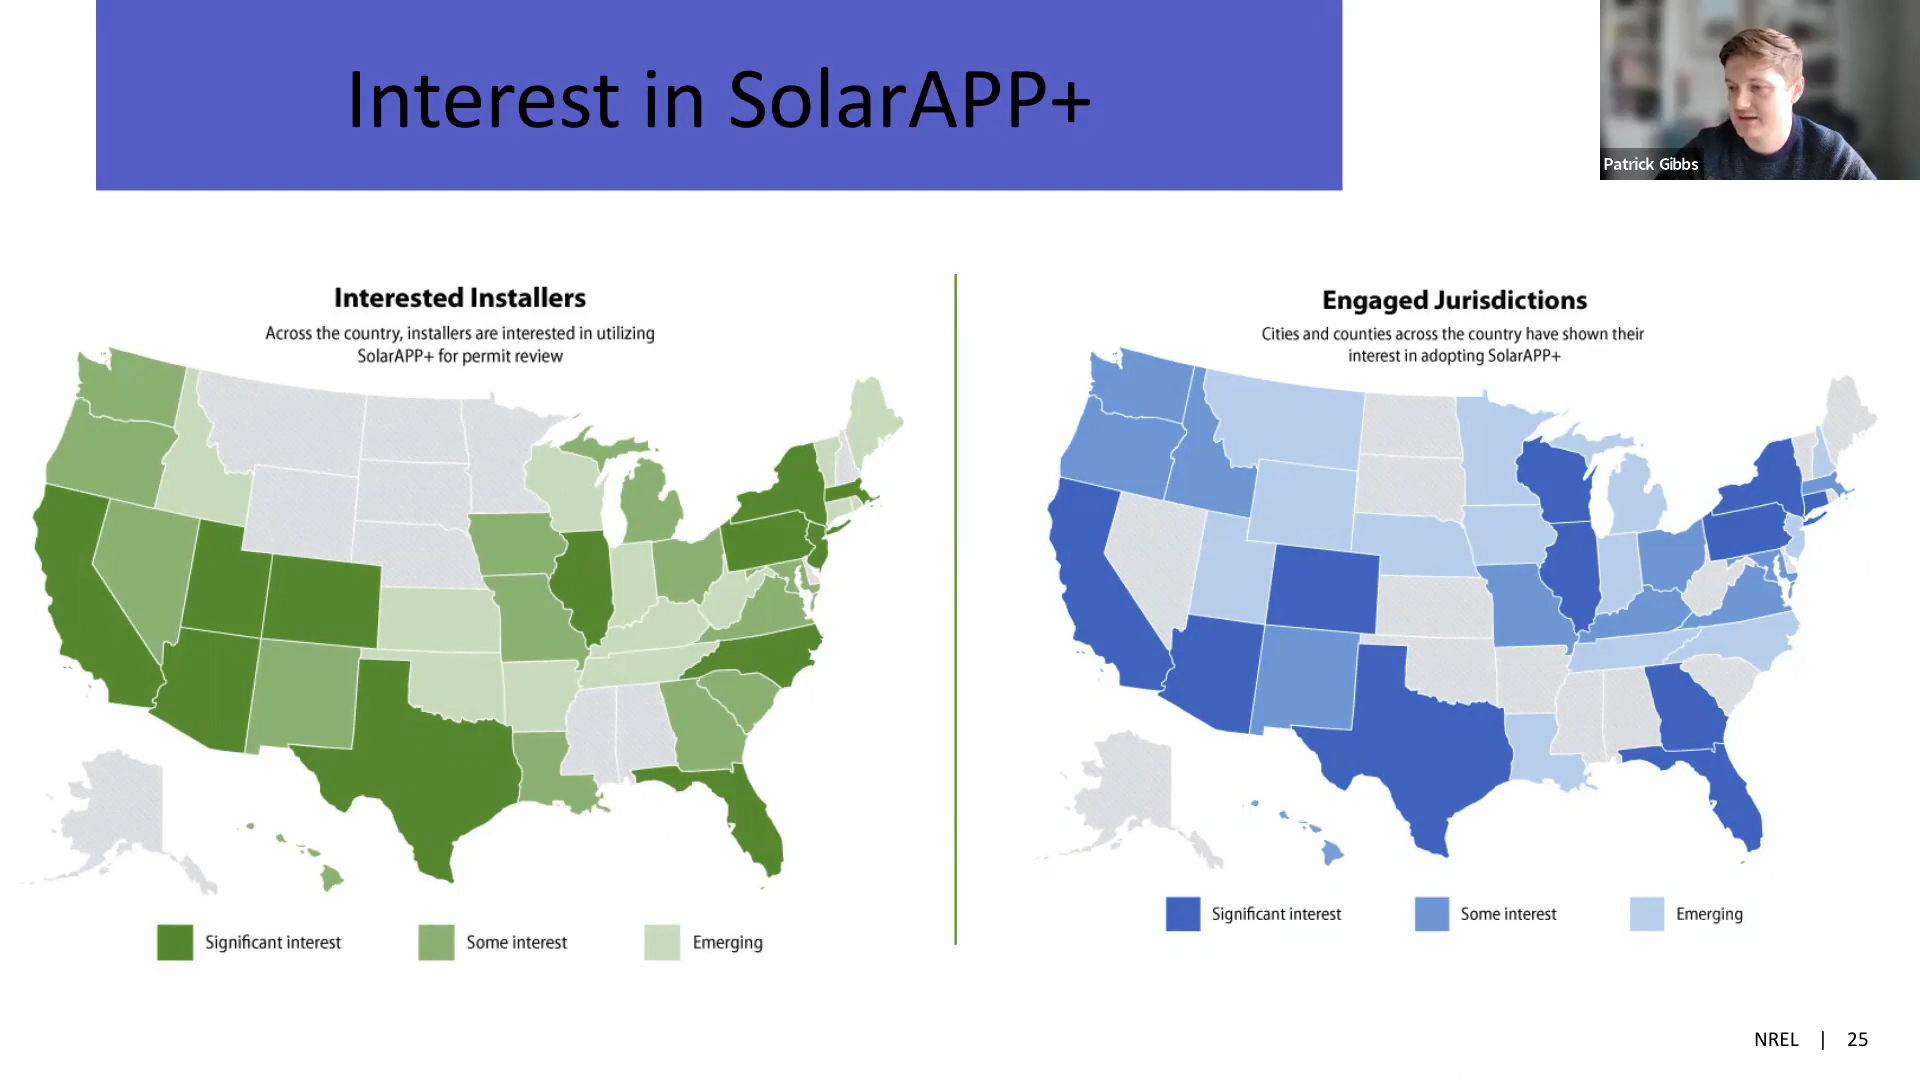 Interest in SolarAPP+
Patrick Gibbs
Interested Installers
Across the country, installers are interested in utilizing
SolarAPP+ for permit review
Significant interest
Some interest
Emerging
Engaged Jurisdictions
Cities and counties across the country have shown their
interest in adopting SolarAPP+
Significant interest
Some interest
Emerging
NREL | 25